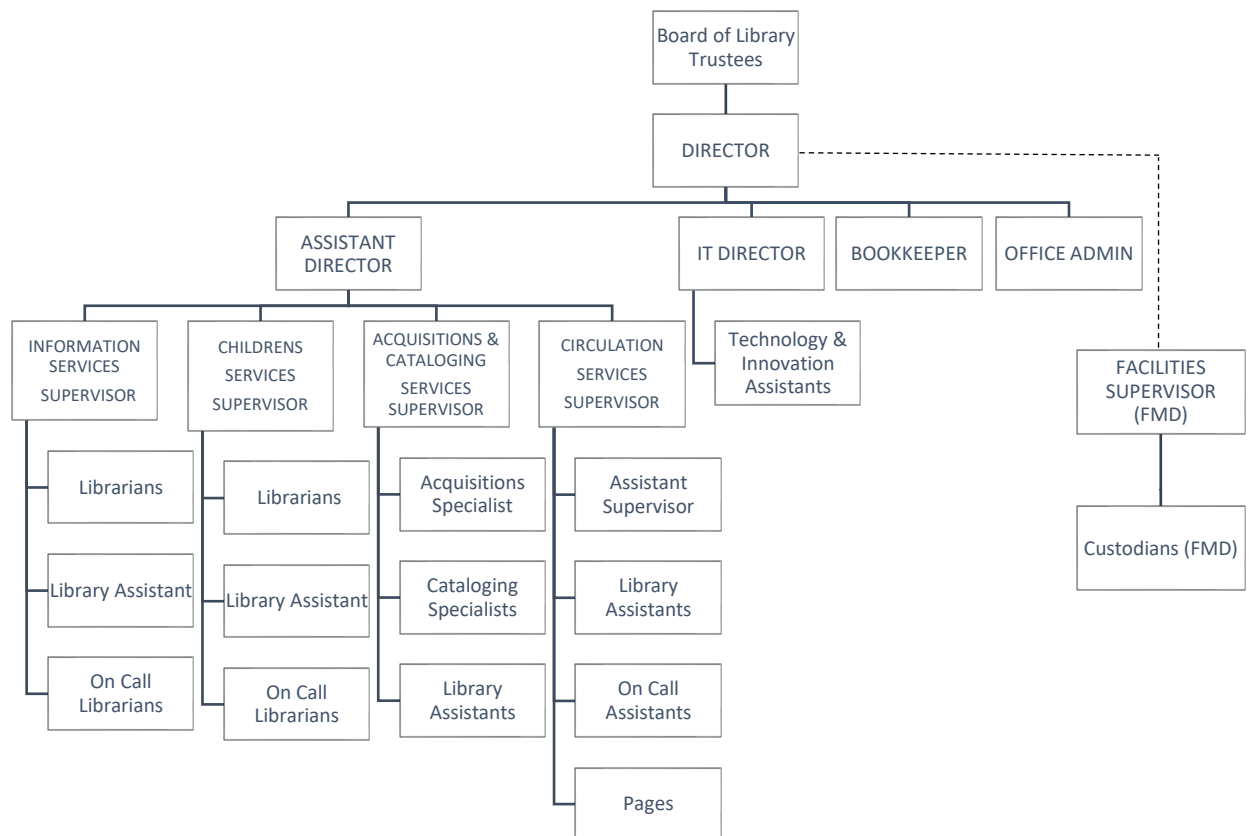 Board of Library
Trustees
DIRECTOR
ASSISTANT
DIRECTOR
IT DIRECTOR
BOOKKEEPER
OFFICE ADMIN
INFORMATION
SERVICES
SUPERVISOR
CHILDRENS
SERVICES
SUPERVISOR
ACQUISITIONS &
CATALOGING
SERVICES
SUPERVISOR
CIRCULATION
SERVICES
SUPERVISOR
Technology &
Innovation
Assistants
FACILITIES
SUPERVISOR
(FMD)
Librarians
Library Assistant
On Call
Librarians
Librarians
Library Assistant
On Call
Librarians
Acquisitions
Specialist
Cataloging
Specialists
Library
Assistants
Assistant
Supervisor
Library
Assistants
On Call
Assistants
Pages
Custodians (FMD)